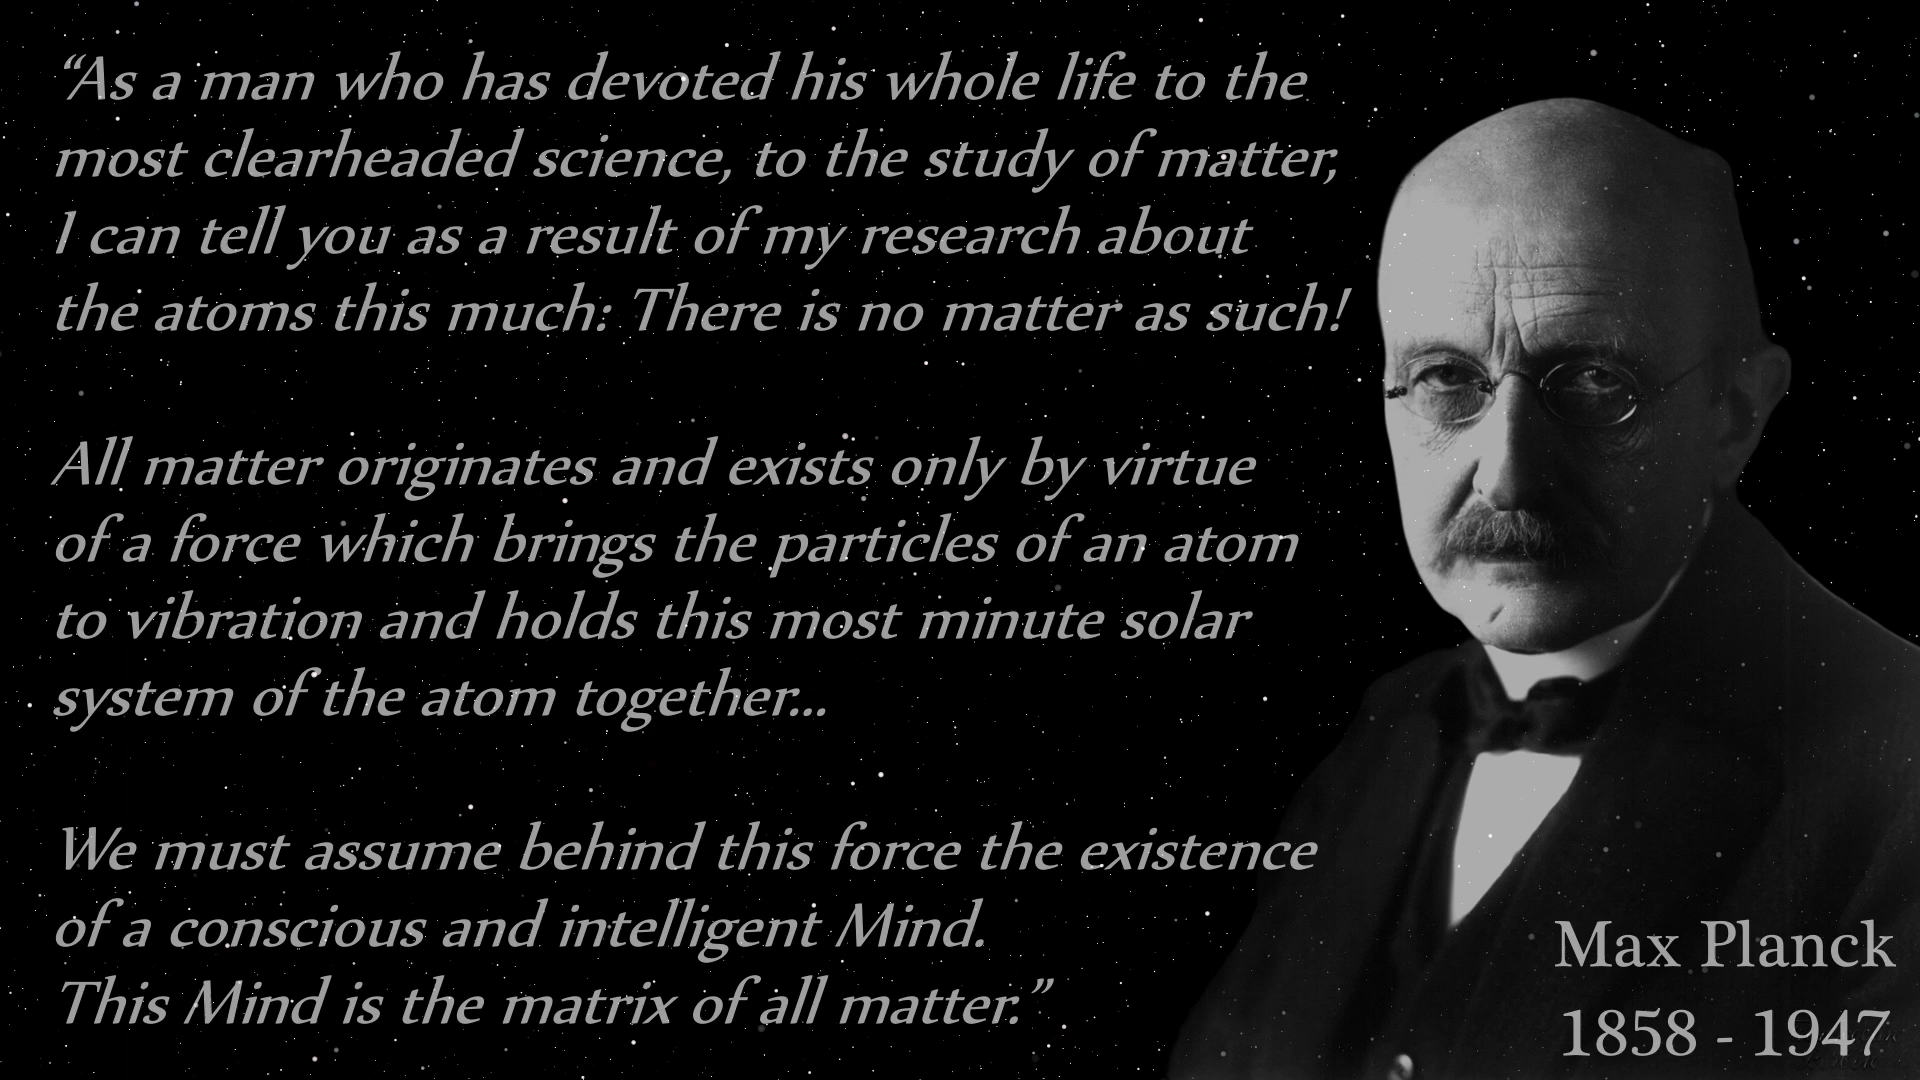 “As a man who has devoted his whole life to the
most clearheaded science, to the study of matter,
I can tell you as a result of my research about
the atoms this much: There is no matter as such!
All matter originates and exists only by virtue
of a force which brings the particles of an atom
to vibration and holds this most minute solar
system of the atom together...
We must assume behind this force the existence
of a conscious and intelligent Mind.
This Mind is the matrix of all matter.”
Max Planck
1858 - 1947